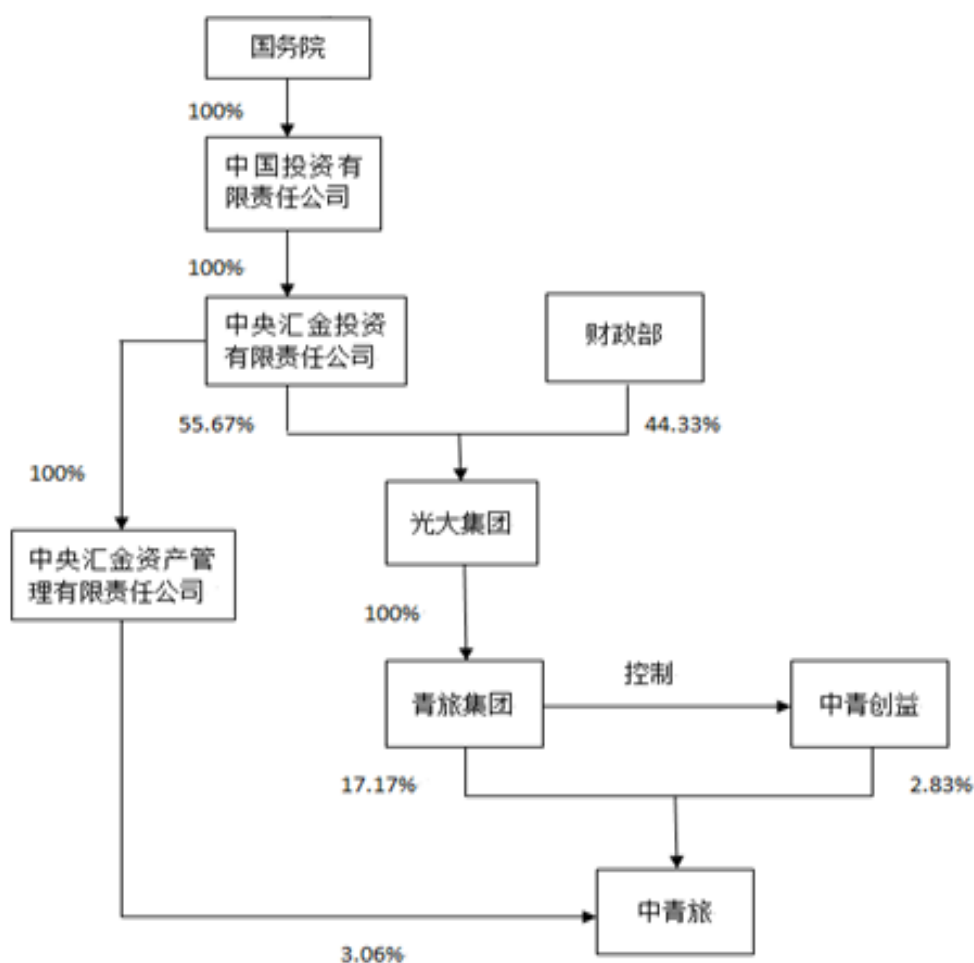 国务院
100%
中国投资有
限责任公司
100%
中央汇金投资
有限责任公司
财政部
55.67%
44.33%
100%
光大集团
中央汇金资产管
理有限责任公司
100%
青旅集团
控制
中青创益
17.17%
2.83%
中青旅
3.06%